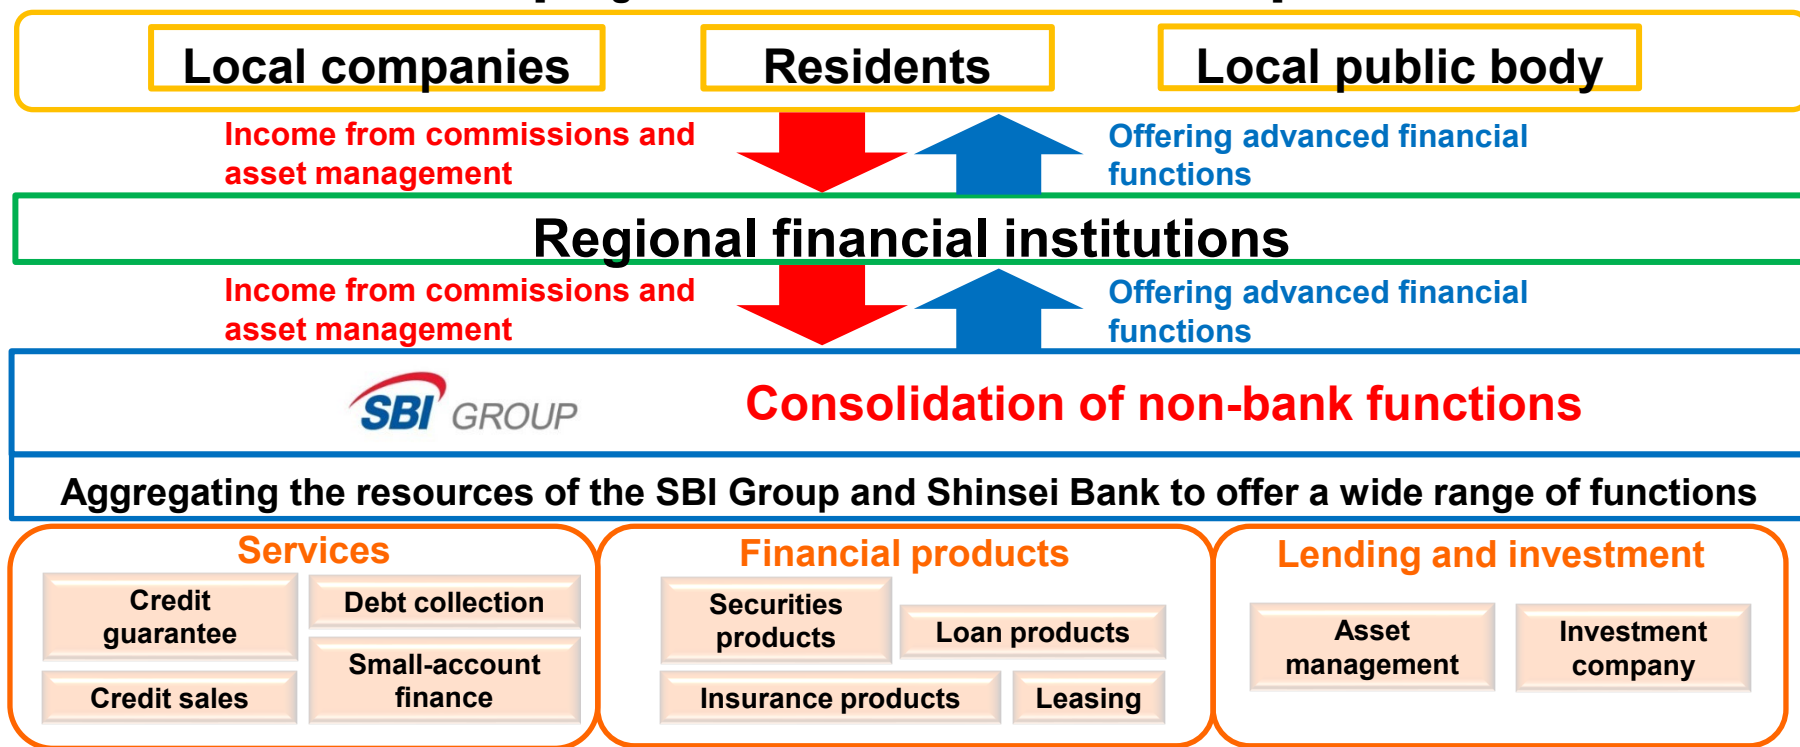 Local companies
Residents
Local public body
Income from commissions and
asset management
Offering advanced financial
functions
Regional financial institutions
Income from commissions and
asset management
Offering advanced financial
functions
SBI GROUP
Consolidation of non-bank functions
Aggregating the resources of the SBI Group and Shinsei Bank to offer a wide range of functions
Services
Credit
guarantee
Debt collection
Credit sales
Small-account
finance
Financial products
Securities
products
Loan products
Insurance products
Leasing
Lending and investment
Asset
management
Investment
company